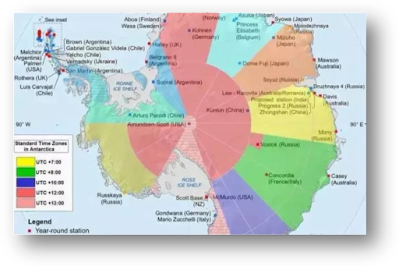 See inset
Aboa (Finland)
Wasa (Sweden)
(Norway)
Kohnen (Germany)
Princess Elisabeth (Belgium)
Syowa (Japan)
Molodezhnaya (Russia)
Mizuho (Japan)
Brown (Argentina)
Gabriel González Videla (Chile)
Yelcho (Chile)
Vernadsky (Ukraine)
Melchior (Argentina)
Palmer (USA)
Rothera (UK)
San Martín (Argentina)
Luis Carvajal (Chile)
Halley (UK)
Belgrano II (Argentina)
Sobral (Argentina)
RONNE ICE SHELF
Dome Fuji (Japan)
Soyuz (Russia)
Mawson (Australia)
Druzhnaya 4 (Russia)
Law - Racovita (Australia/Romania)
Proposed station (India)
Progress 2 (Russia)
Zhongshan (China)
Davis (Australia)
Arturo Parodi (Chile)
Kunlun (China)
Amundsen-Scott (USA)
90° W
90° E
Mirny (Russia)
Vostok (Russia)
Standard Time Zones in Antarctica
UTC +7:00
UTC +8:00
UTC +10:00
UTC +12:00
UTC +13:00
Concordia (France/Italy)
Casey (Australia)
Russkaya (Russia)
ROSS ICE SHELF
Scott Base (NZ)
McMurdo (USA)
Gondwana (Germany)
Mario Zucchelli (Italy)
Legend
Year-round station